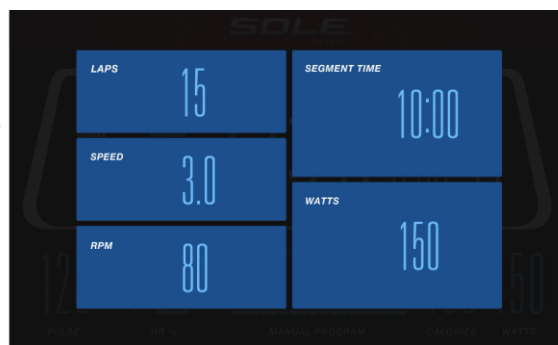 SOLE
FITNESS
LAPS
15
SEGMENT TIME
10:00
SPEED
3.0
WATTS
150
RPM
80
PULSE
HR %
MANUAL PROGRAM
CALORIES
WATTS